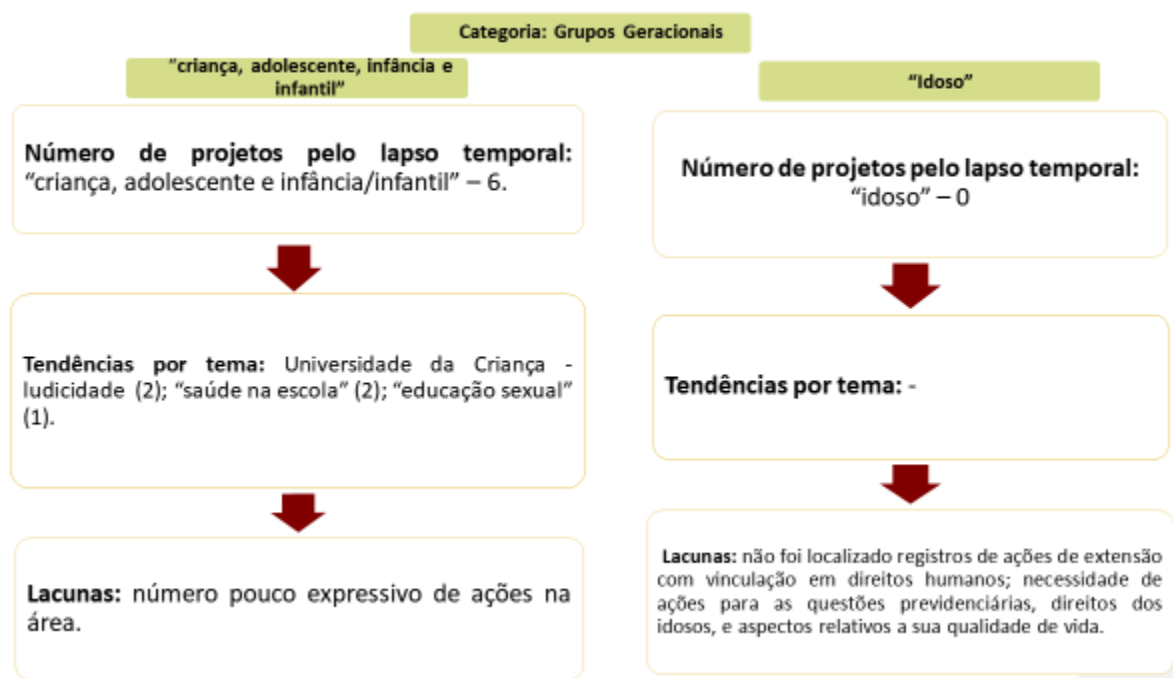 Categoria: Grupos Geracionais
"criança, adolescente, infância e
infantil"
Número de projetos pelo lapso temporal:
"criança, adolescente e infância/infantil" – 6.
Tendências por tema: Universidade da Criança -
ludicidade (2); "saúde na escola" (2); "educação sexual"
(1).
Lacunas: número pouco expressivo de ações na
área.
"Idoso"
Número de projetos pelo lapso temporal:
"idoso" – 0
Tendências por tema: -
Lacunas: não foi localizado registros de ações de extensão
com vinculação em direitos humanos; necessidade de
ações para as questões previdenciárias, direitos dos
idosos, e aspectos relativos a sua qualidade de vida.